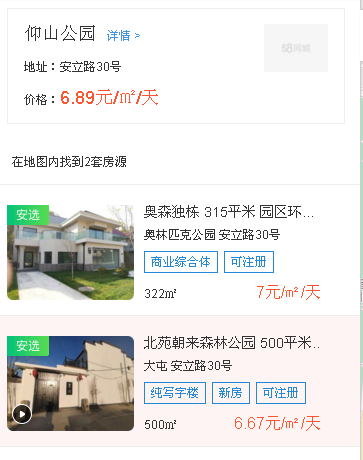 仰山公园 详情 >
58同城
地址：安立路30号
价格：6.89元/㎡/天
在地图内找到2套房源
安选
奥森独栋 315平米 园区环...
奥林匹克公园 安立路30号
商业综合体 可注册
322㎡ 7元/㎡/天
安选
北苑朝来森林公园 500平米...
大屯 安立路30号
纯写字楼 新房 可注册
500㎡ 6.67元/㎡/天